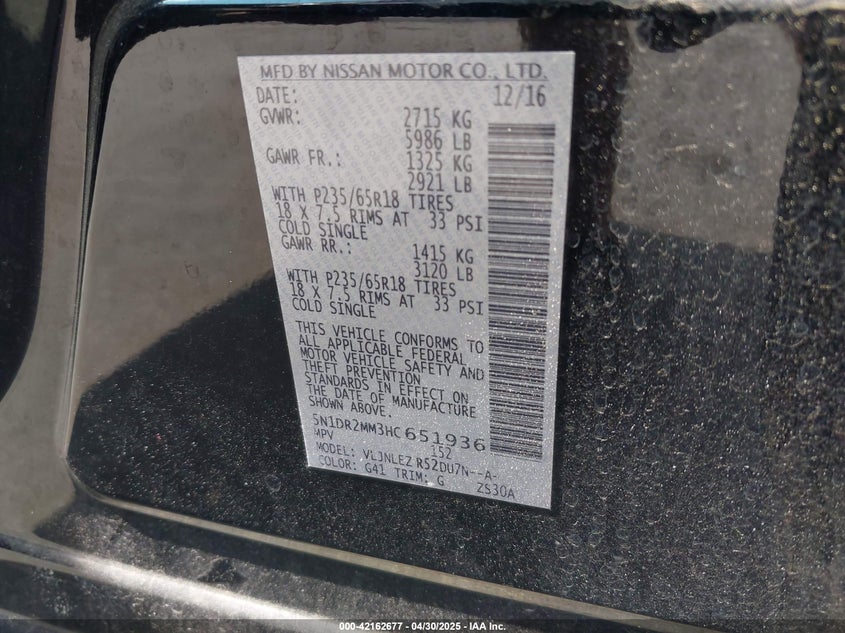 MFD BY NISSAN MOTOR CO., LTD.
DATE: 12/16
GVWR: 2715 KG
5986 LB
GAWR FR.: 1325 KG
2921 LB
WITH P235/65R18 TIRES
18 X 7.5 RIMS AT 33 PSI
COLD SINGLE
GAWR RR.: 1415 KG
3120 LB
WITH P235/65R18 TIRES
18 X 7.5 RIMS AT 33 PSI
COLD SINGLE
THIS VEHICLE CONFORMS TO
ALL APPLICABLE FEDERAL
MOTOR VEHICLE SAFETY AND
THEFT PREVENTION
STANDARDS IN EFFECT ON
THE DATE OF MANUFACTURE
SHOWN ABOVE.
5N1DR2MM3HC651936
MPV 152
MODEL: VLJNLEZ R52DU7N--A-
COLOR: G41 TRIM: G ZS30A
000-42162677 - 04/30/2025 - IAA Inc.